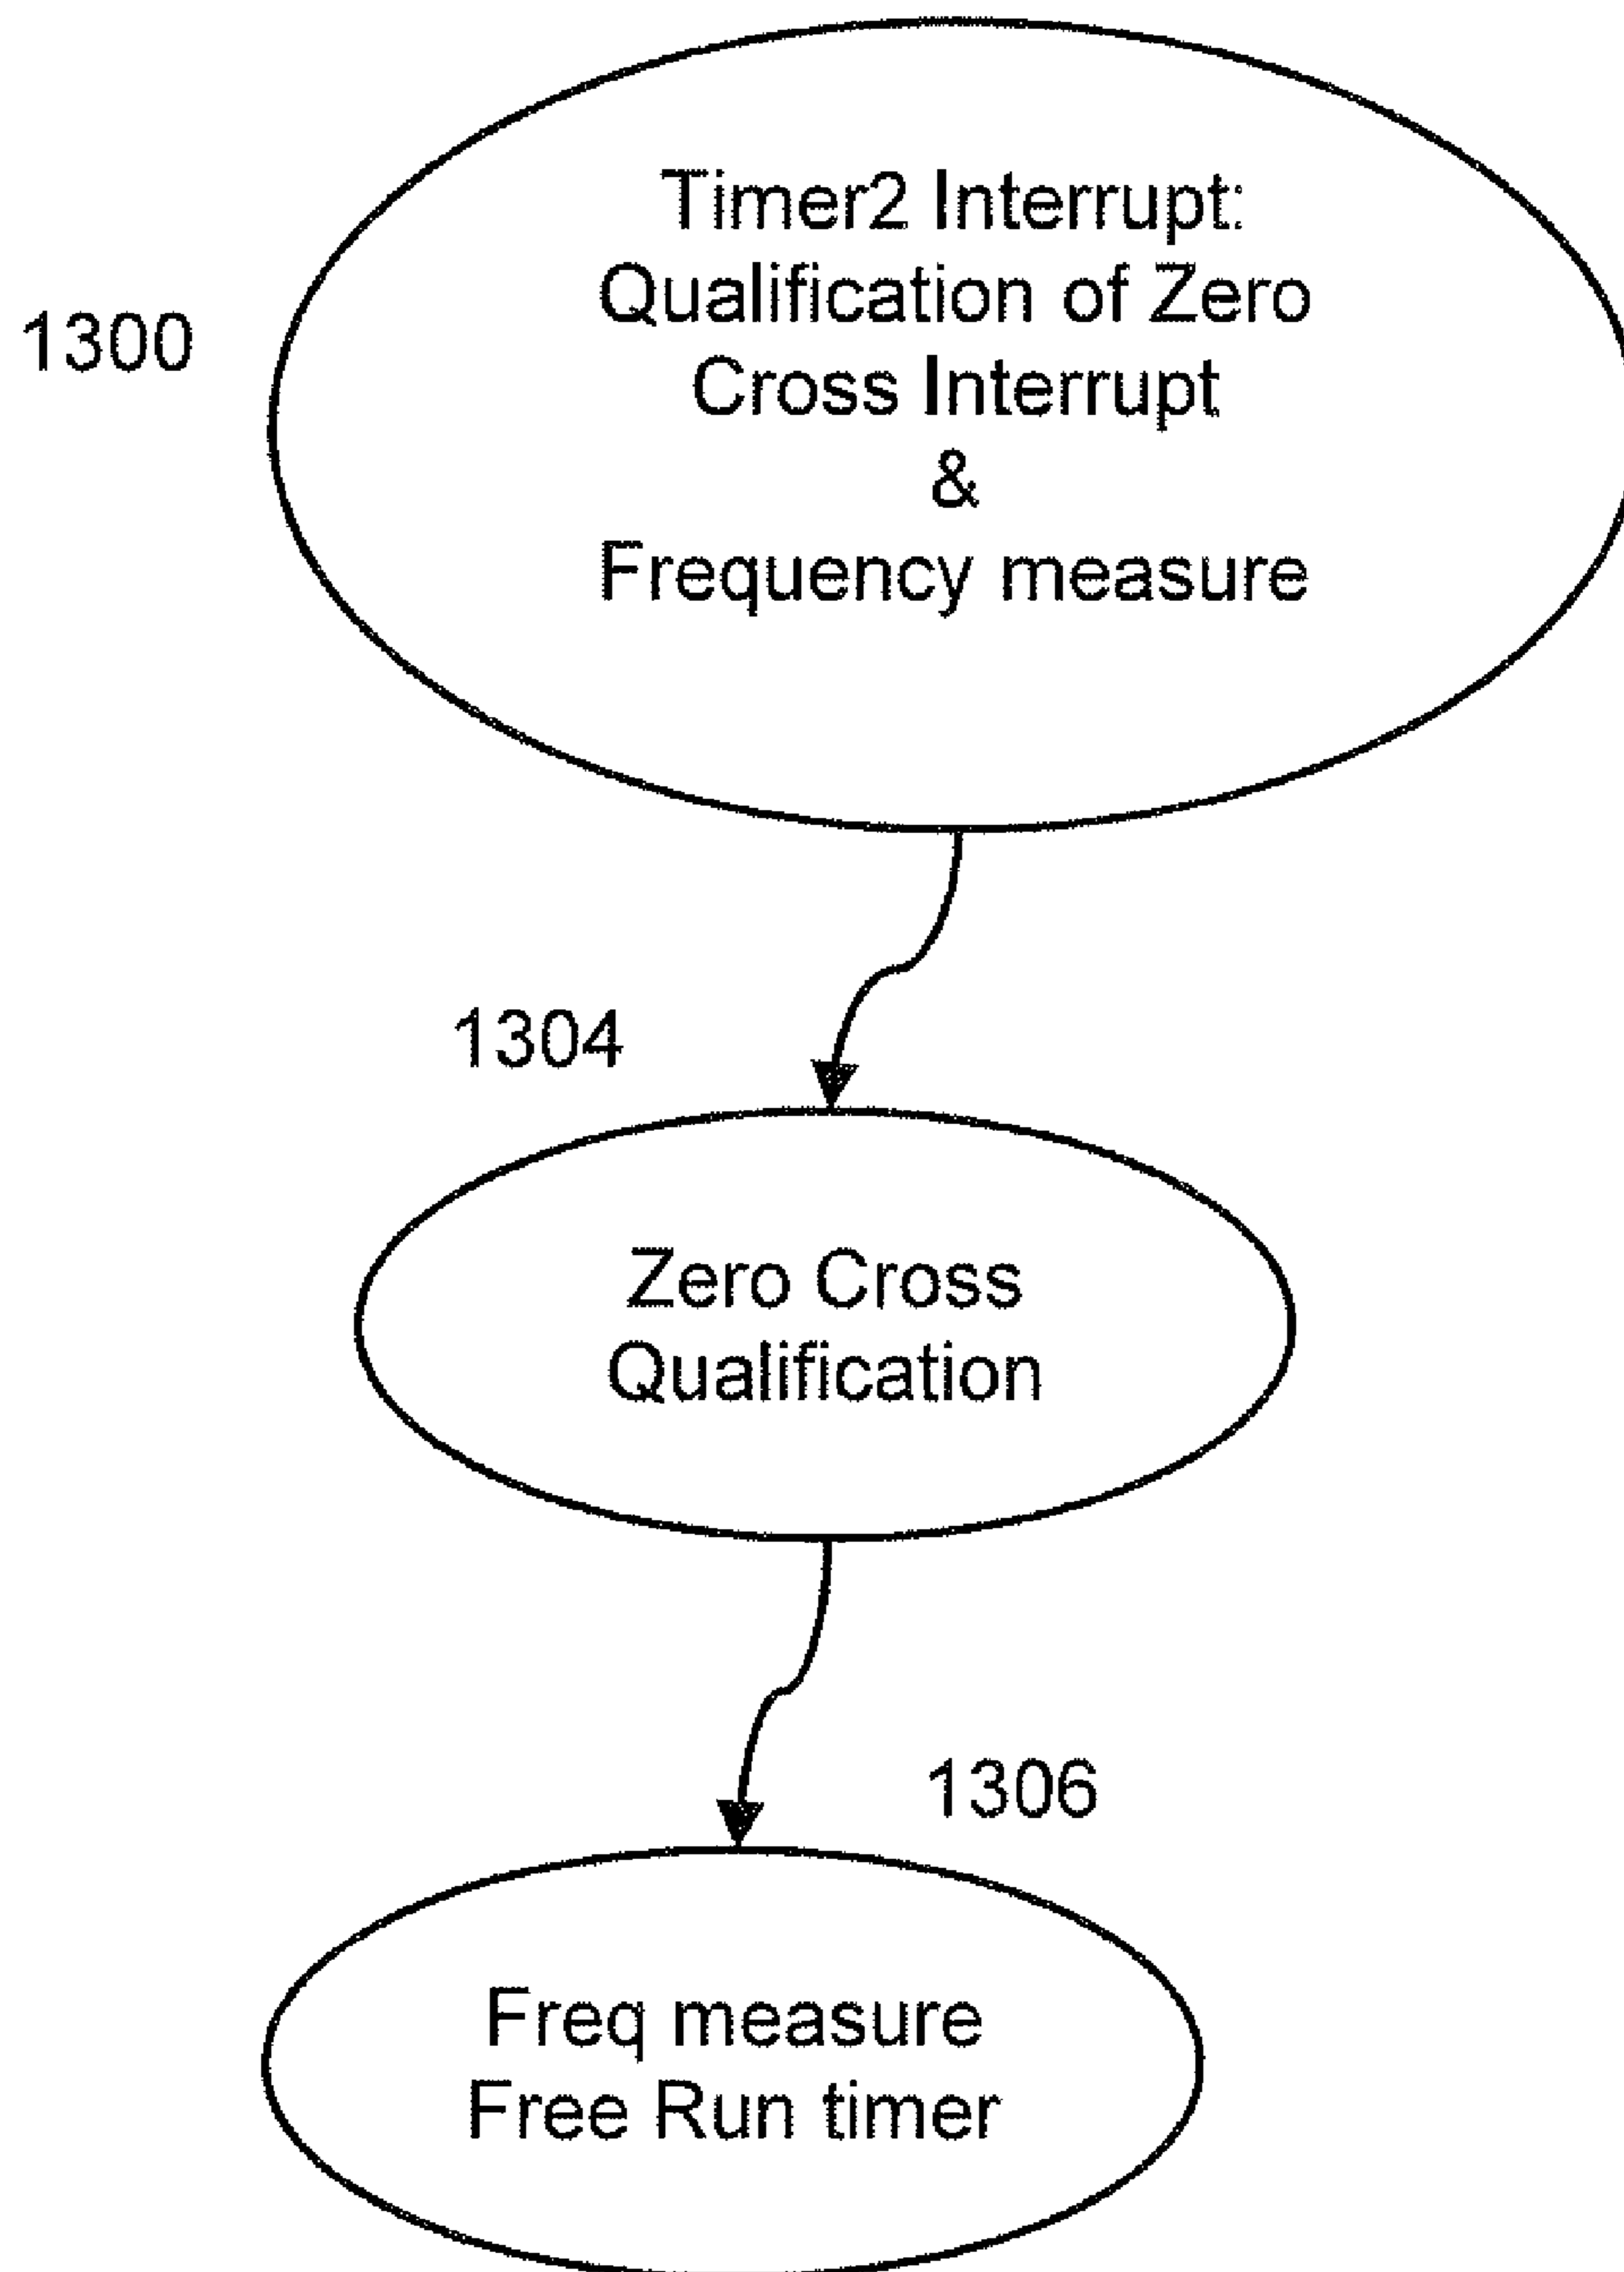 1300
Timer2 Interrupt:
Qualification of Zero
Cross Interrupt
&
Frequency measure
1304
Zero Cross
Qualification
1306
Freq measure
Free Run timer